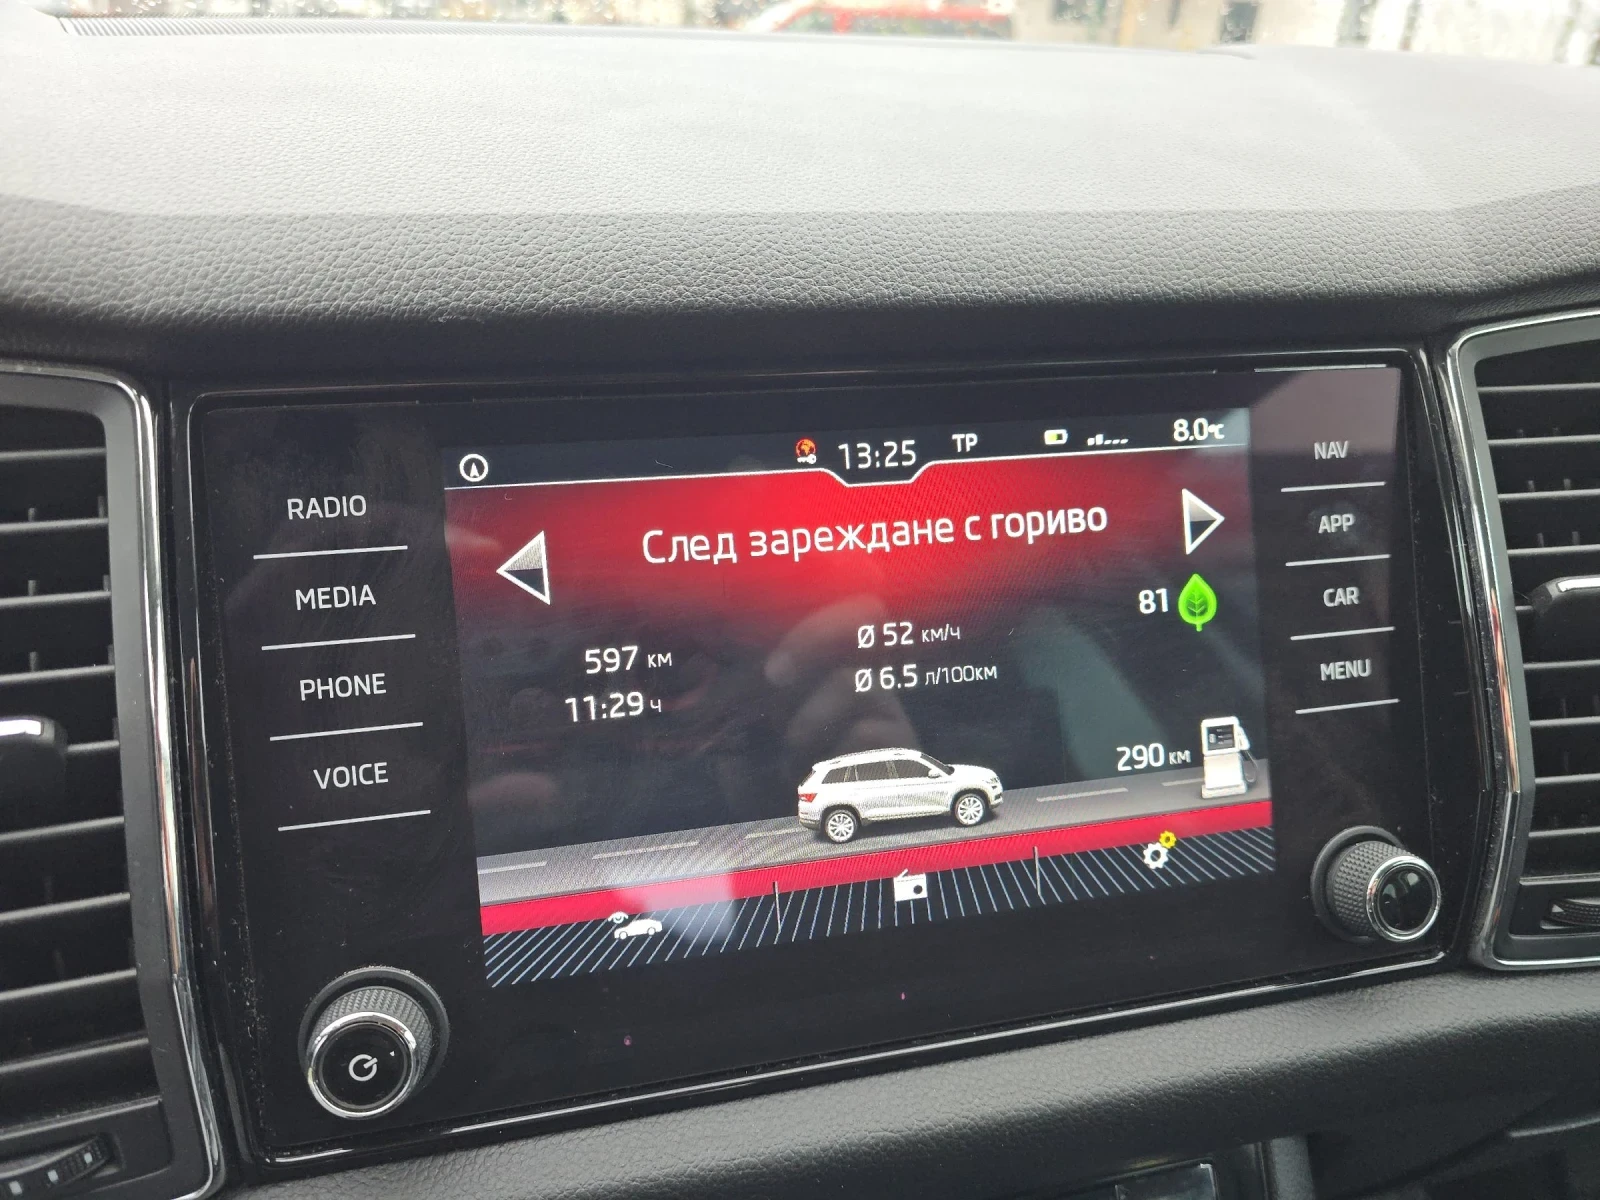 13:25 TP 8.0°C
След зареждане с гориво
81
597 км
11:29 ч
Ø 52 км/ч
Ø 6.5 л/100км
290 км
RADIO
MEDIA
PHONE
VOICE
NAV
APP
CAR
MENU